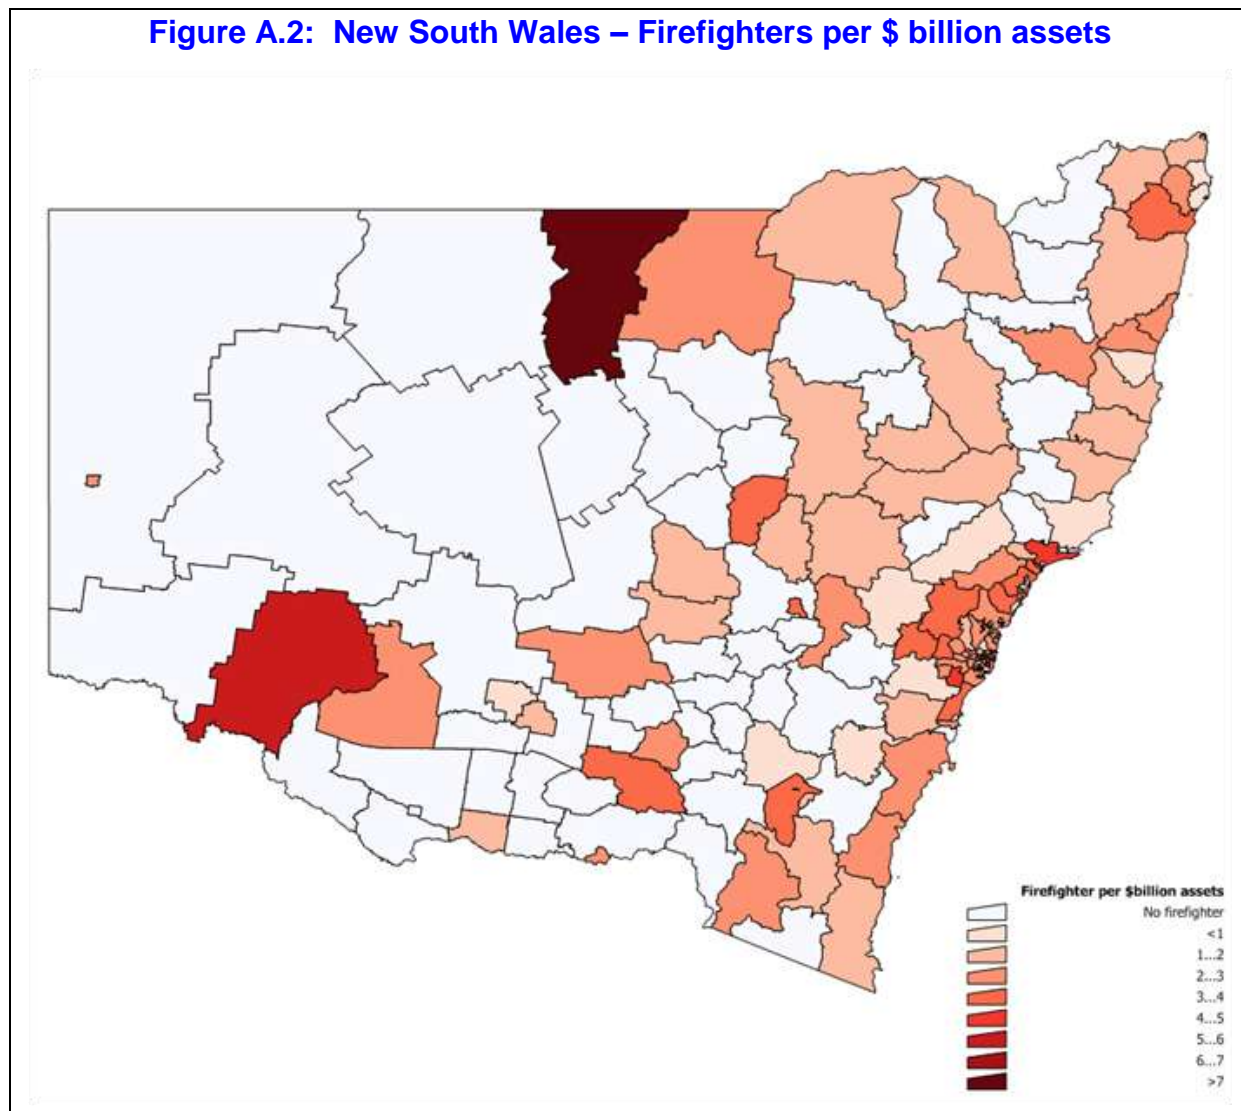 Figure A.2: New South Wales – Firefighters per $ billion assets
Firefighter per $billion assets
No firefighter
<1
1...2
2...3
3...4
4...5
5...6
6...7
>7